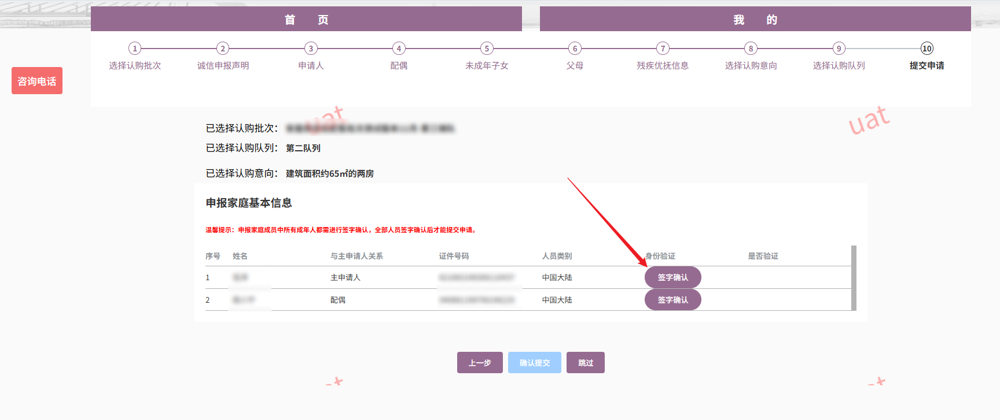 首 页
我 的
1 2 3 4 5 6 7 8 9 10
选择认购批次 诚信申报声明 申请人 配偶 未成年子女 父母 残疾优抚信息 选择认购意向 选择认购队列 提交申请
咨询电话
uat
uat
已选择认购批次：
已选择认购队列： 第二队列
已选择认购意向： 建筑面积约65㎡的两房
申报家庭基本信息
温馨提示：申报家庭成员中所有成年人都需进行签字确认，全部人员签字确认后才能提交申请。
序号 姓名 与主申请人关系 证件号码 人员类别 身份验证 是否验证
1 主申请人 中国大陆 签字确认
2 配偶 中国大陆 签字确认
上一步 确认提交 跳过